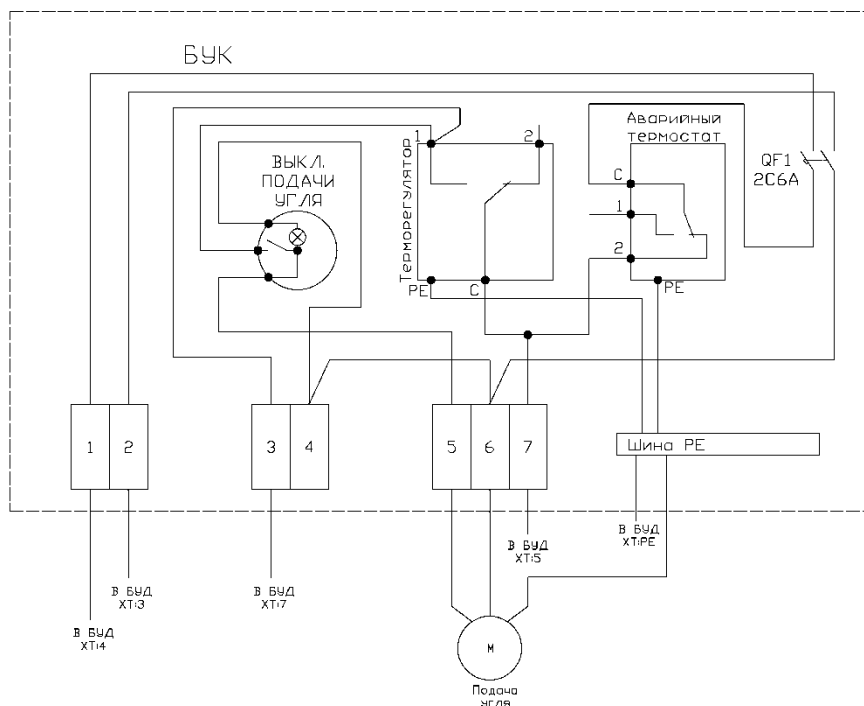 БУК
Аварийный
термостат
1
2
QF1
2C6A
ВЫКЛ.
ПОДАЧИ
УГЛЯ
Терморегулятор
C
1
2
PE
C
PE
1
2
3
4
5
6
7
Шина PE
В БУД
XT:PE
В БУД
XT:5
В БУД
XT:3
В БУД
XT:7
В БУД
XT:4
М
Подача
угля